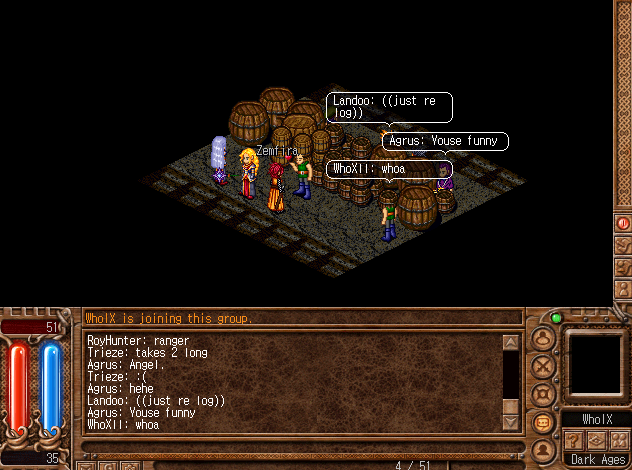 Landoo: ((just re
log))
Agrus: Youse funny
Zemfira
WhoXII: whoa
WhoIX is joining this group.
51
RoyHunter: ranger
Trieze: takes 2 long
Agrus: Angel.
Trieze: :(
Agrus: hehe
Landoo: ((just re log))
Agrus: Youse funny
WhoXII: whoa
WhoIX
35
4 / 51
Dark Ages